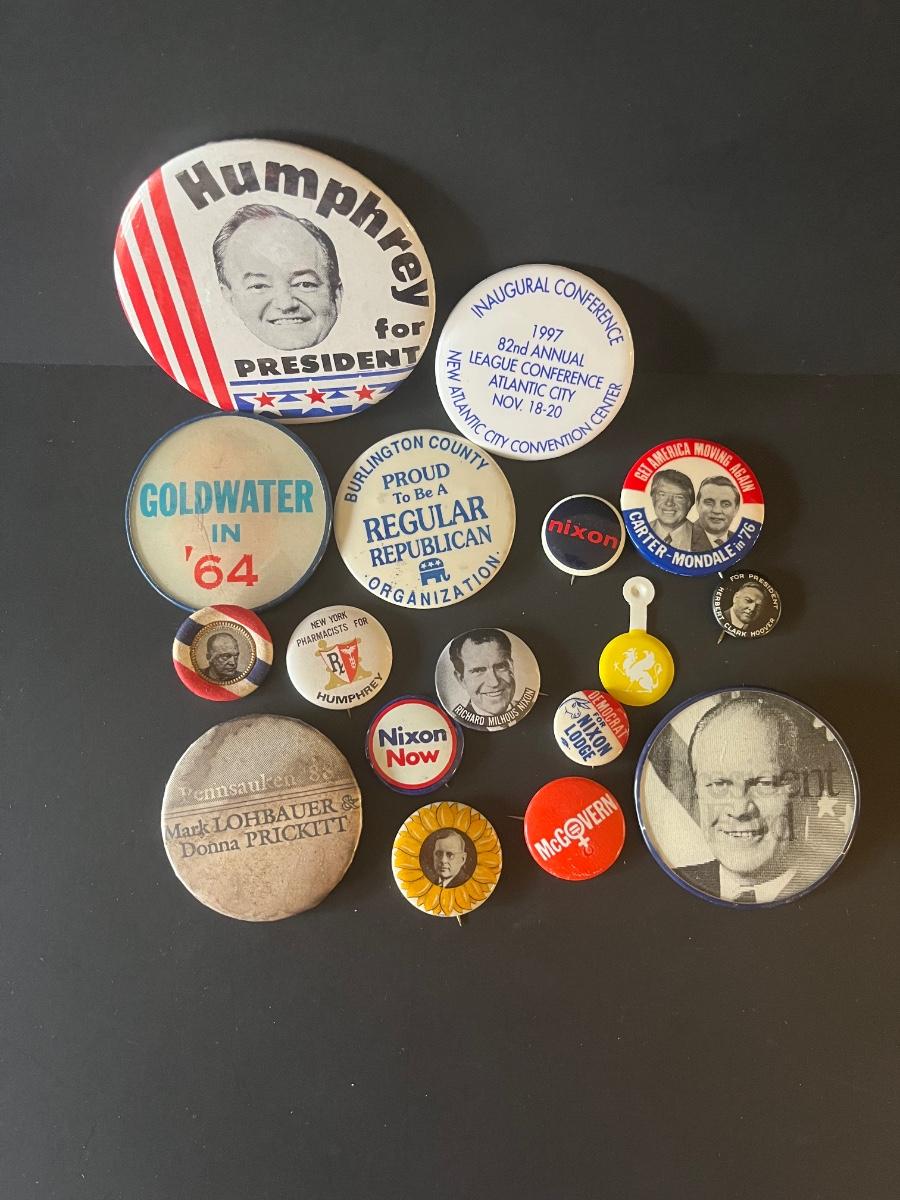 Humphrey
for
PRESIDENT
INAUGURAL CONFERENCE
1997
82nd ANNUAL
LEAGUE CONFERENCE
ATLANTIC CITY
NOV. 18-20
NEW ATLANTIC CITY CONVENTION CENTER
GOLDWATER
IN
'64
BURLINGTON COUNTY
PROUD
To Be A
REGULAR
REPUBLICAN
ORGANIZATION
nixon
GET AMERICA MOVING AGAIN
CARTER - MONDALE in '76
FOR PRESIDENT
HERBERT CLARK HOOVER
NEW YORK
PHARMACISTS FOR
HUMPHREY
RICHARD MILHOUS NIXON
Nixon
Now
DEMOCRAT
FOR
NIXON
LODGE
Pennsauken '88
Mark LOHBAUER &
Donna PRICKITT
McGOVERN